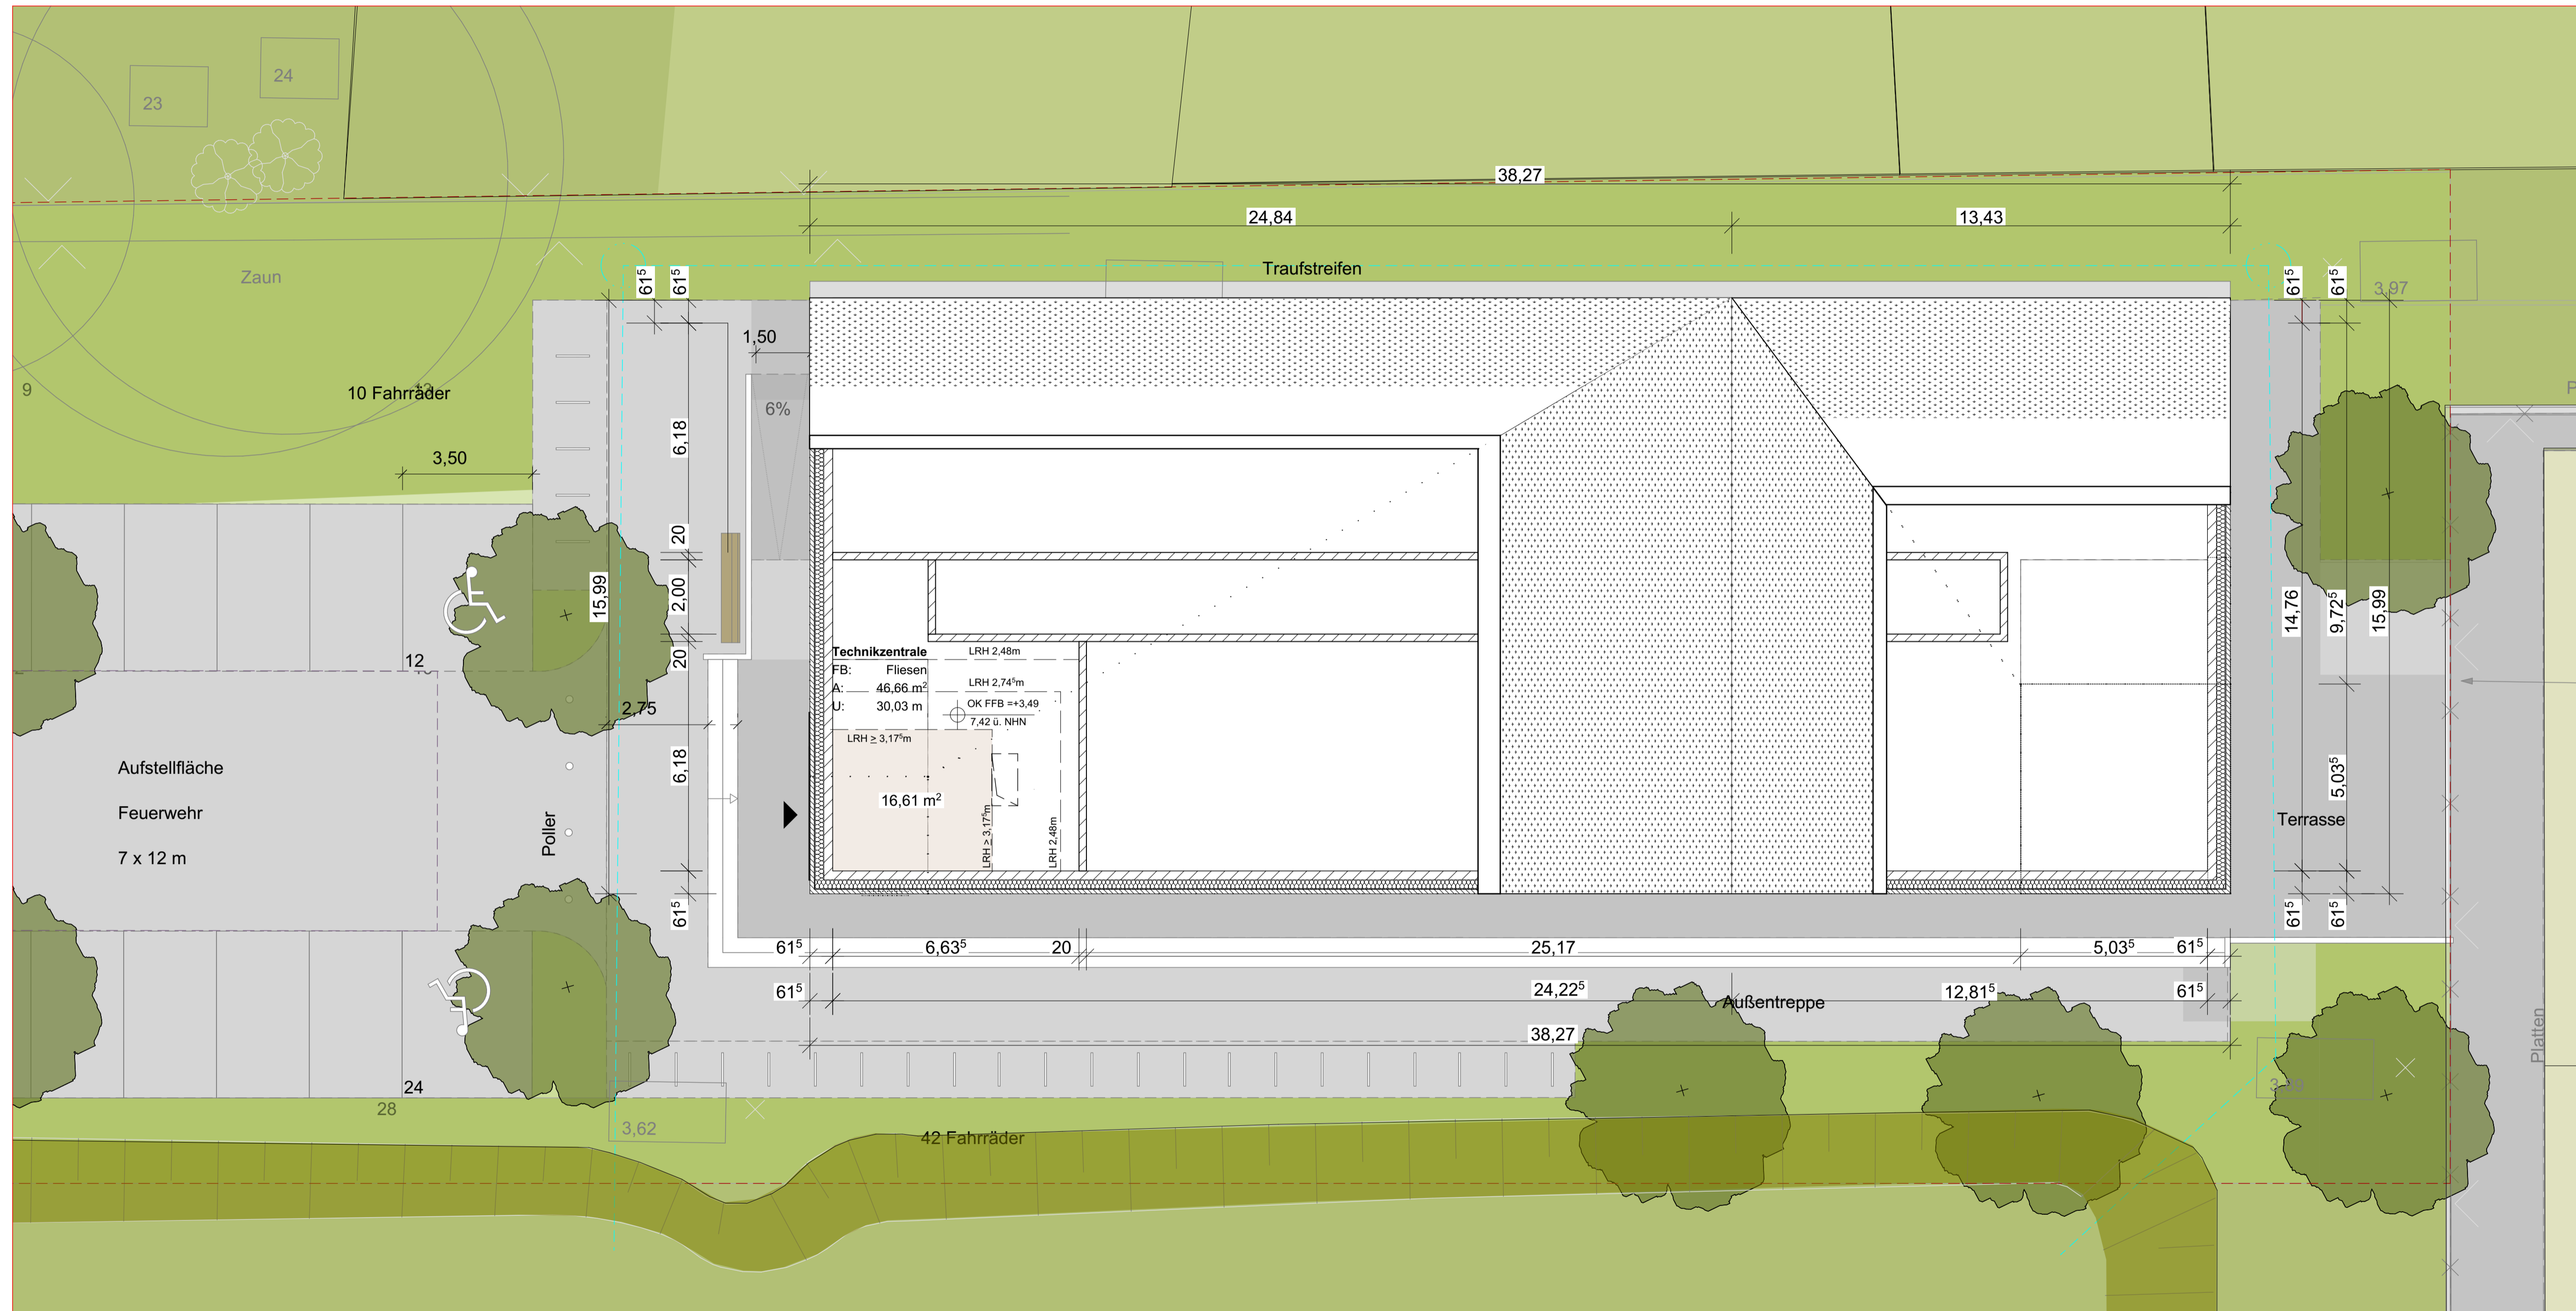 24
23
38,27
24,84
13,43
Traufstreifen
Zaun
61⁵
61⁵
61⁵
61⁵
3,97
1,50
9
10 Fahrräder
6%
6,18
3,50
20
15,99
2,00
14,76
9,72⁵
15,99
20
12
Technikzentrale
FB: Fliesen
A: 46,66 m²
U: 30,03 m
LRH 2,48m
LRH 2,74⁵m
OK FFB =+3,49
7,42 ü. NHN
LRH ≥ 3,17⁵m
2,75
6,18
5,03⁵
Aufstellfläche
Feuerwehr
7 x 12 m
Poller
16,61 m²
LRH ≥ 3,17⁵m
LRH 2,48m
Terrasse
61⁵
61⁵
61⁵
61⁵
6,63⁵
20
25,17
5,03⁵
61⁵
61⁵
24,22⁵
Außentreppe
12,81⁵
61⁵
38,27
Platten
24
28
3,62
42 Fahrräder